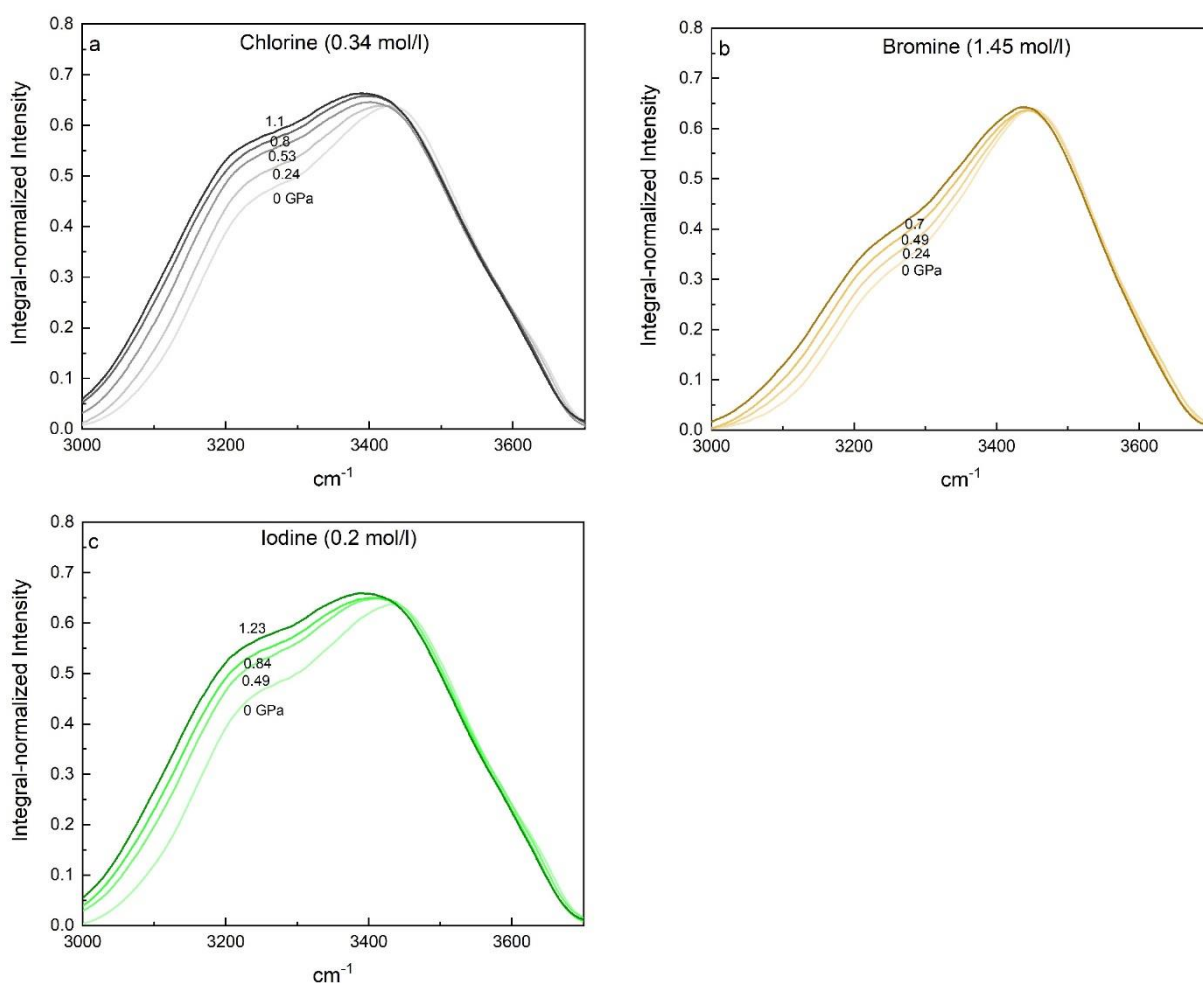 a
Chlorine (0.34 mol/l)
Integral-normalized Intensity
0.8
0.7
0.6
0.5
0.4
0.3
0.2
0.1
0.0
1.1
0.8
0.53
0.24
0 GPa
3000 3200 3400 3600
cm⁻¹
b
Bromine (1.45 mol/l)
Integral-normalized Intensity
0.8
0.7
0.6
0.5
0.4
0.3
0.2
0.1
0.0
0.7
0.49
0.24
0 GPa
3000 3200 3400 3600
cm⁻¹
c
Iodine (0.2 mol/l)
Integral-normalized Intensity
0.8
0.7
0.6
0.5
0.4
0.3
0.2
0.1
0.0
1.23
0.84
0.49
0 GPa
3000 3200 3400 3600
cm⁻¹